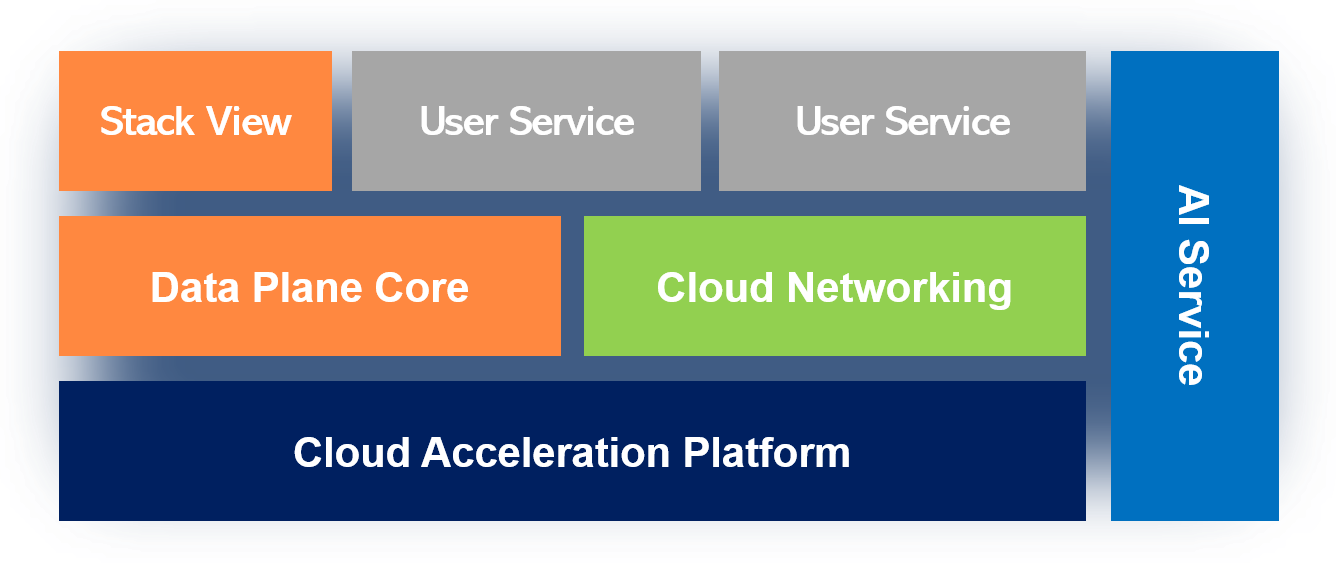 Stack View
User Service
User Service
Data Plane Core
Cloud Networking
Cloud Acceleration Platform
AI Service